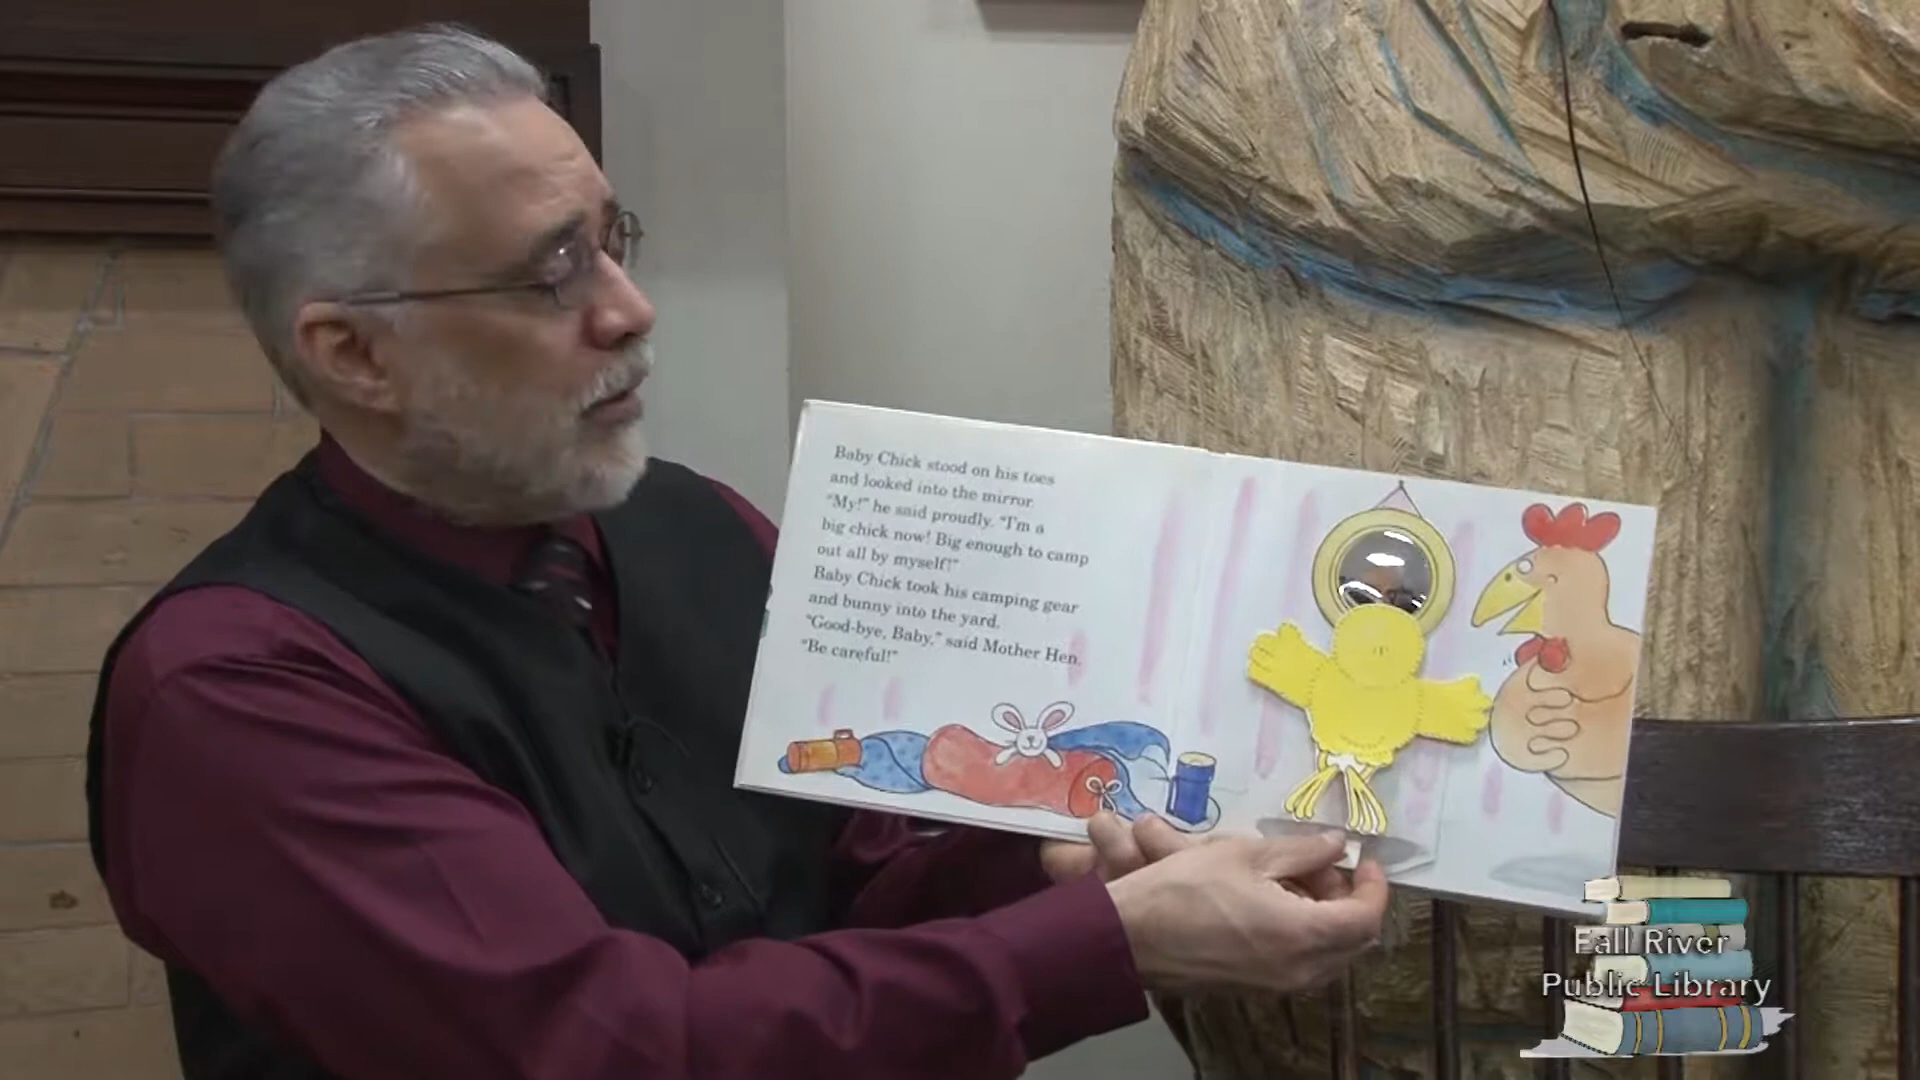 Baby Chick stood on his toes
and looked into the mirror.
"My!" he said proudly. "I'm a
big chick now! Big enough to camp
out all by myself!"
Baby Chick took his camping gear
and bunny into the yard.
"Good-bye, Baby," said Mother Hen.
"Be careful!"
Fall River
Public Library